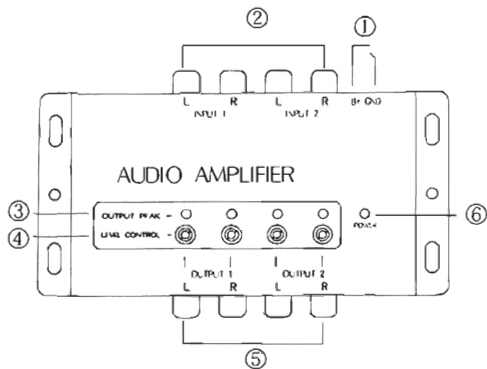 ② ①
L R L R B+ GND
INPUT 1 INPUT 2
AUDIO AMPLIFIER
③ OUTPUT PEAK -
④ LEVEL CONTROL -
POWER ⑥
OUTPUT 1 OUTPUT 2
L R L R
⑤